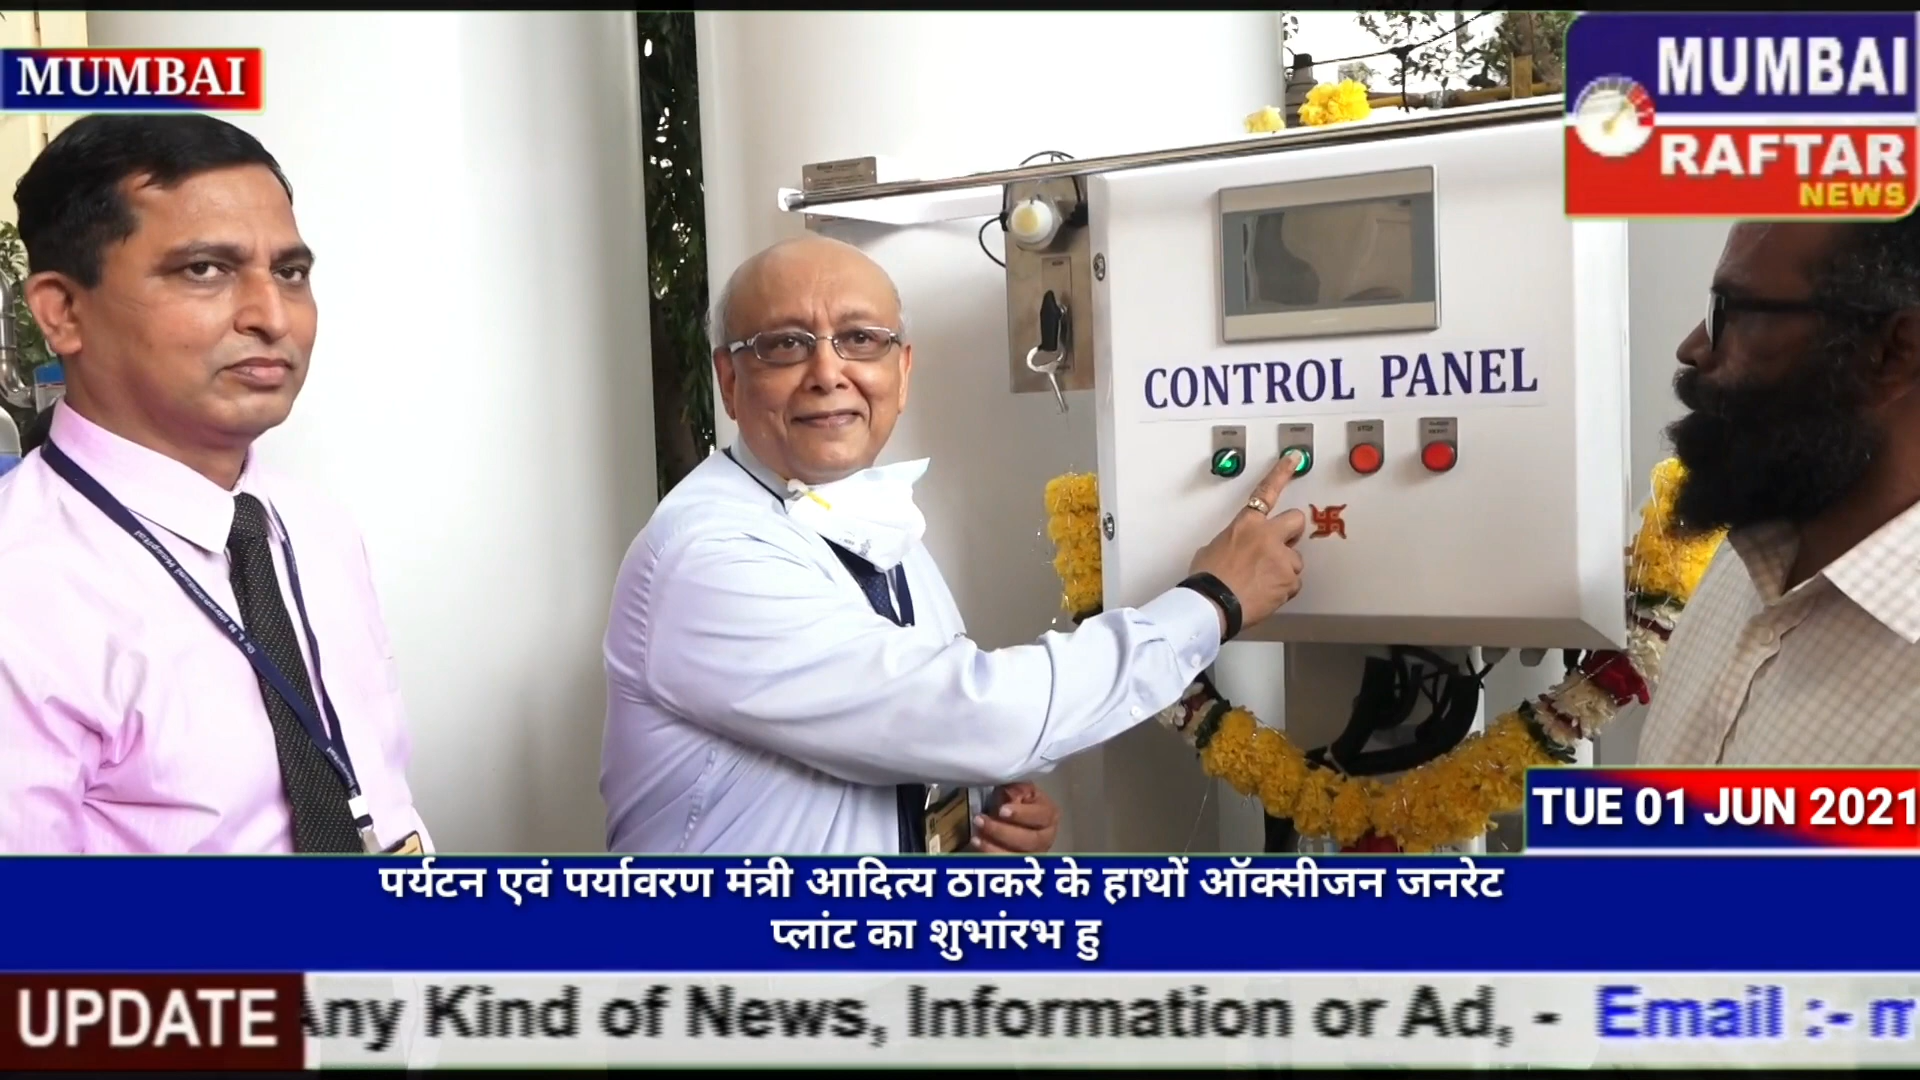 MUMBAI
MUMBAI
RAFTAR
NEWS
CONTROL PANEL
TUE 01 JUN 2021
पर्यटन एवं पर्यावरण मंत्री आदित्य ठाकरे के हाथों ऑक्सीजन जनरेट
प्लांट का शुभांरभ हु
UPDATE Any Kind of News, Information or Ad, - Email :- m